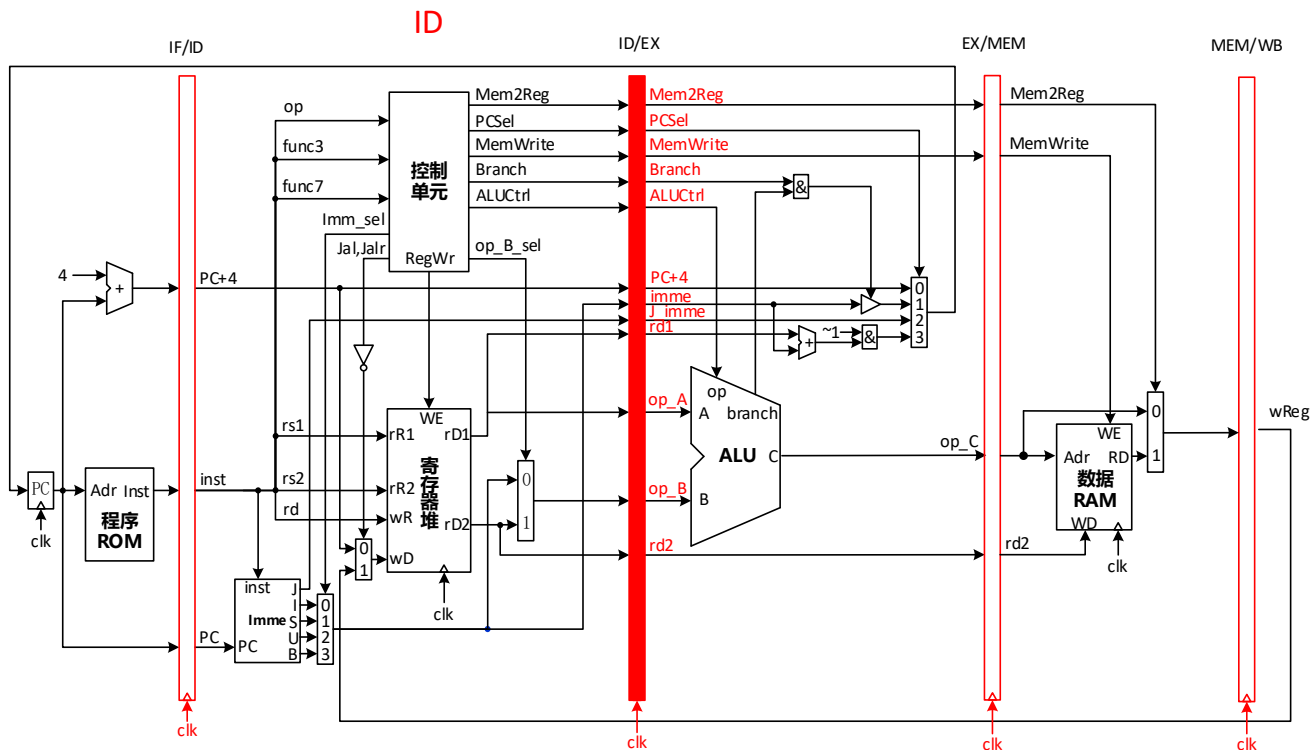 ID
IF/ID
ID/EX
EX/MEM
MEM/WB
op
func3
func7
控制
单元
RegWr
Mem2Reg
PCSel
MemWrite
Branch
ALUCtrl
Imm_sel
Jal,Jalr
op_B_sel
Mem2Reg
PCSel
MemWrite
Branch
ALUCtrl
&
Mem2Reg
MemWrite
4
+
PC+4
PC+4
imme
J_imme
rd1
~1
+
&
0
1
2
3
PC
clk
Adr
Inst
程序
ROM
inst
rs1
rs2
rd
WE
rR1
rD1
rR2
wR
rD2
wD
寄
存
器
堆
clk
0
1
0
1
op_A
op_B
rd2
op
branch
A
ALU
C
B
op_C
rd2
WE
Adr
RD
数据
RAM
WD
clk
0
1
wReg
PC
inst
Imme
PC
J
I
S
U
B
0
1
2
3
clk
clk
clk
clk